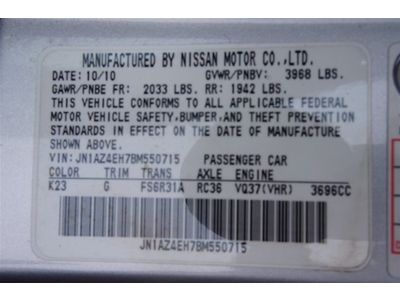 MANUFACTURED BY NISSAN MOTOR CO.,LTD.
DATE: 10/10 GVWR/PNBV: 3968 LBS.
GAWR/PNBE FR: 2033 LBS. RR: 1942 LBS.
THIS VEHICLE CONFORMS TO ALL APPLICABLE FEDERAL
MOTOR VEHICLE SAFETY,BUMPER,AND THEFT PREVENTION
STANDARDS IN EFFECT ON THE DATE OF MANUFACTURE
SHOWN ABOVE.
VIN: JN1AZ4EH7BM550715 PASSENGER CAR
COLOR TRIM TRANS AXLE ENGINE
K23 G FS6R31A RC36 VQ37(VHR) 3696CC
JN1AZ4EH7BM550715